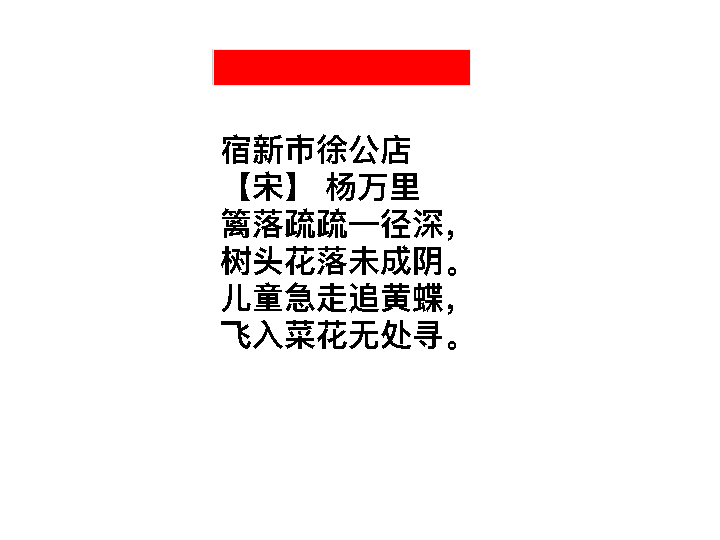 宿新市徐公店
【宋】 杨万里
篱落疏疏一径深，
树头花落未成阴。
儿童急走追黄蝶，
飞入菜花无处寻。